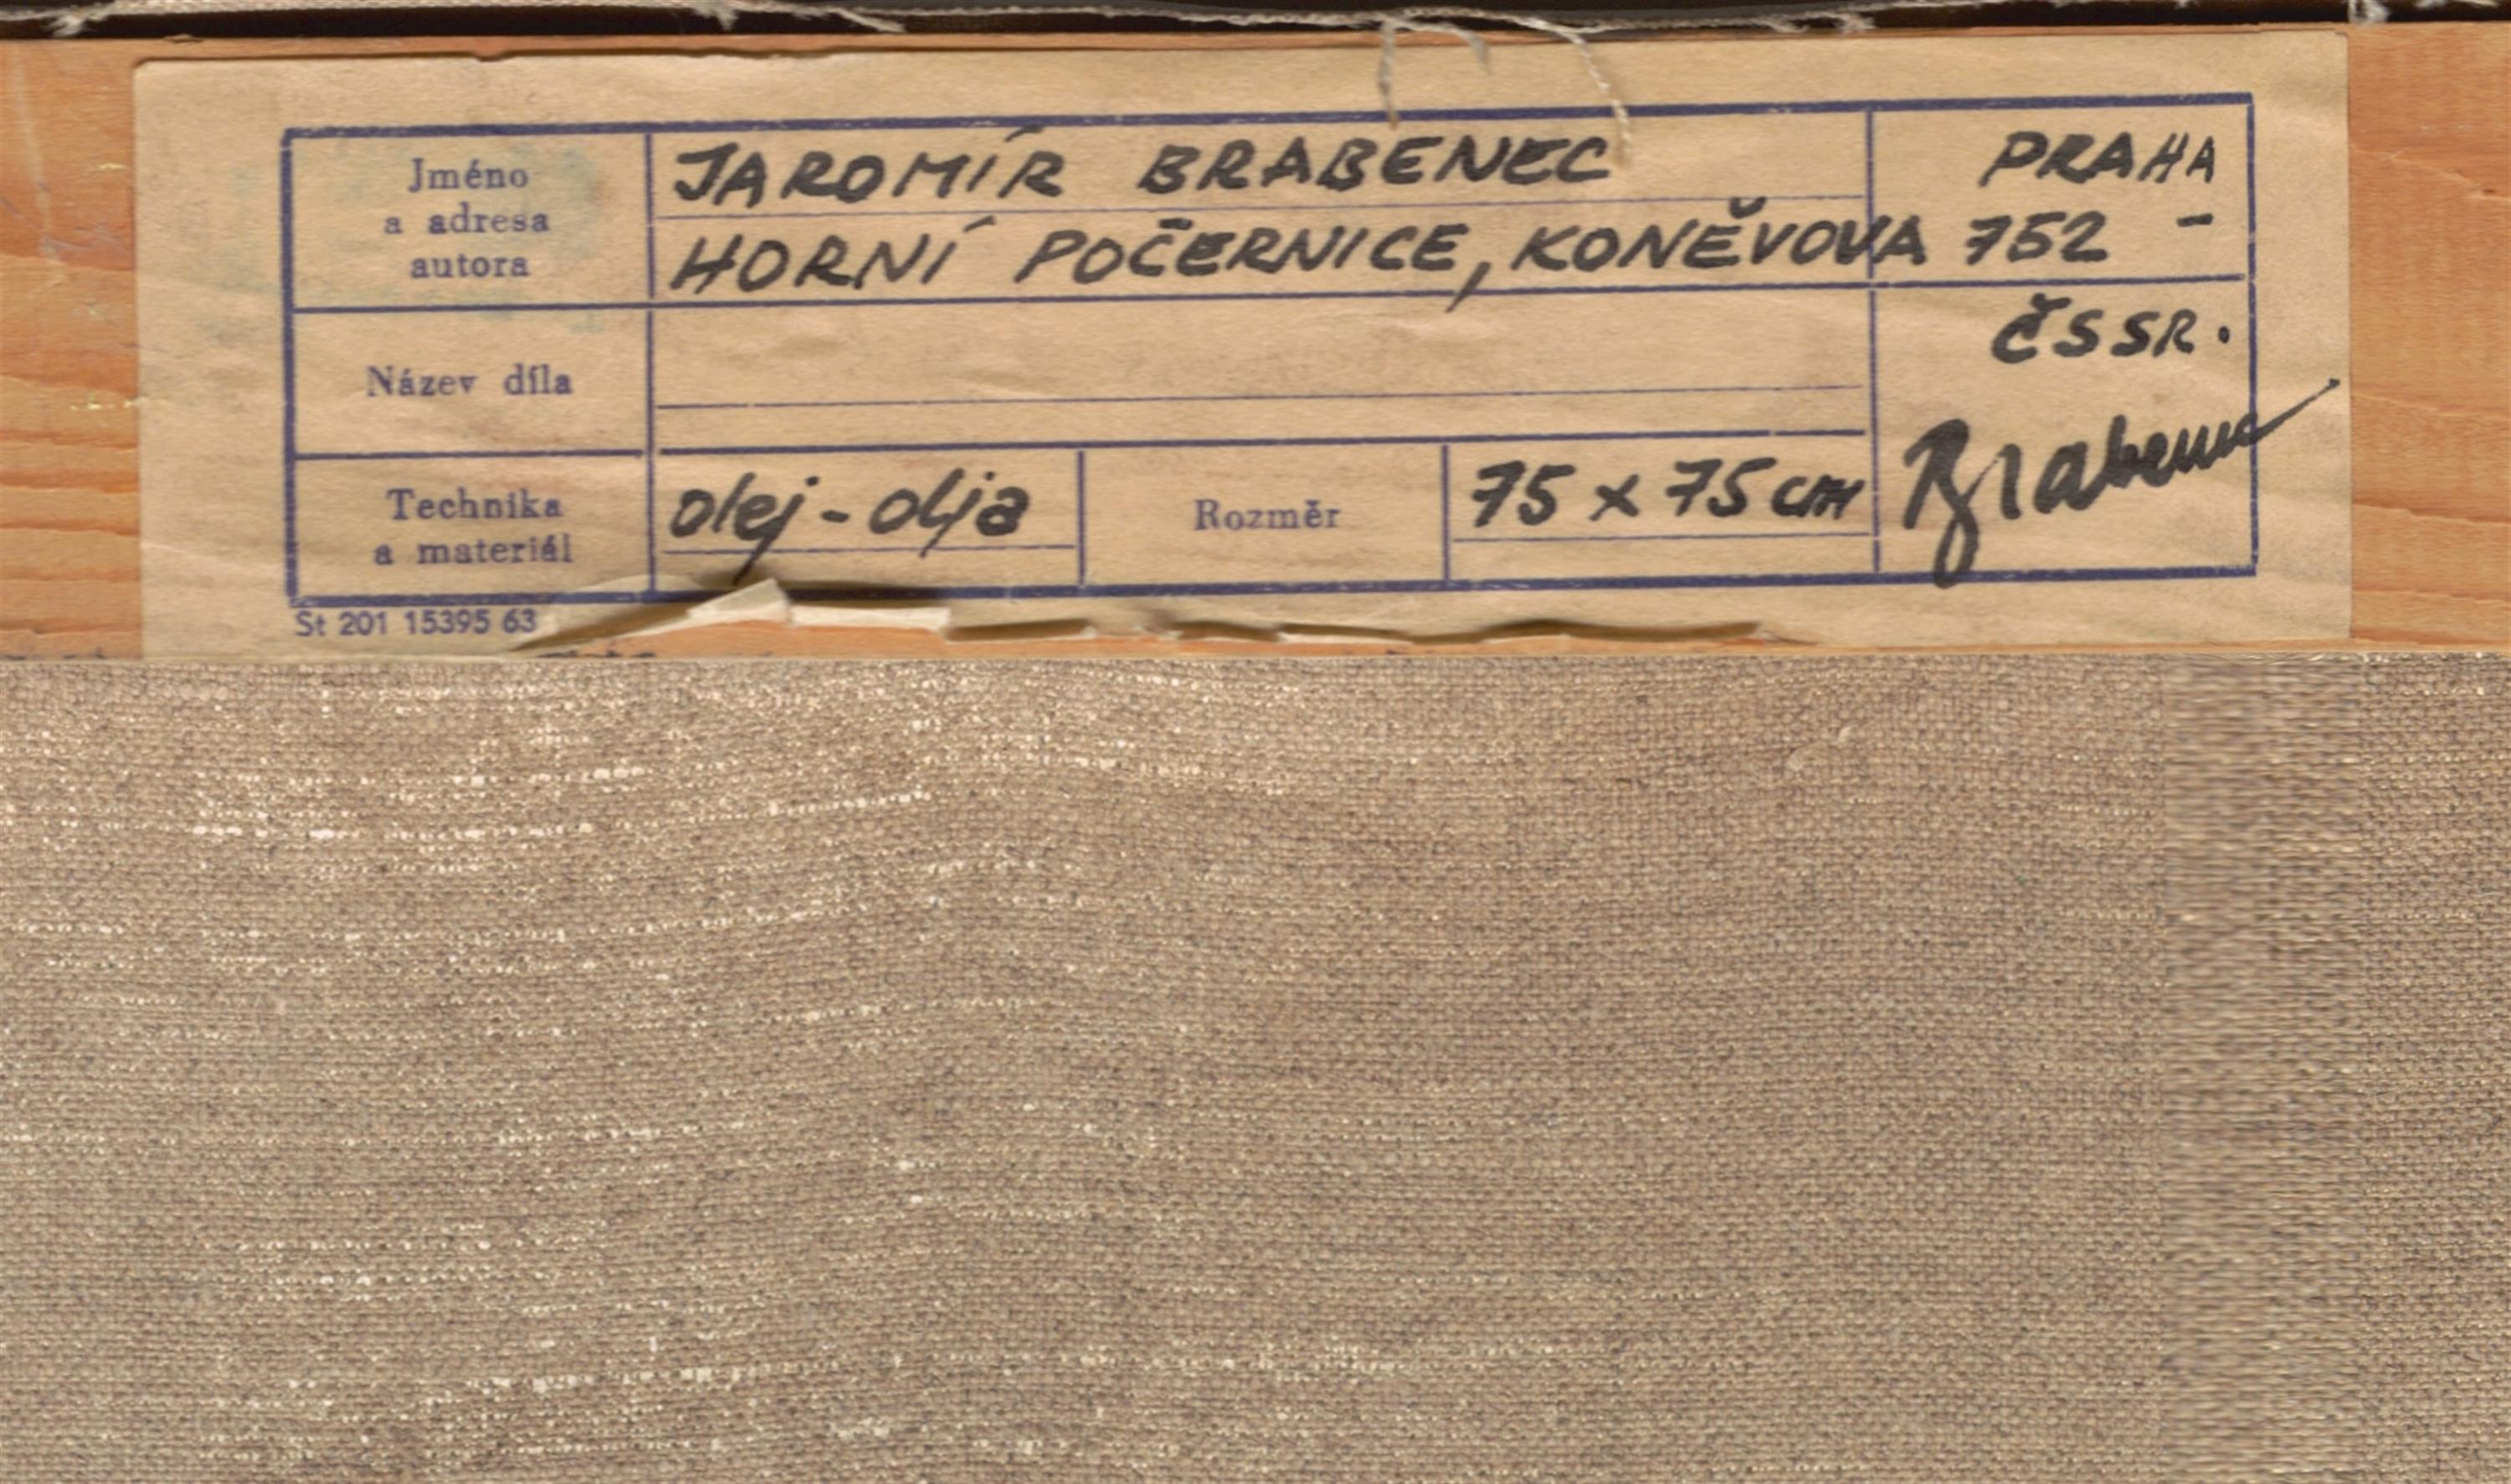 Jméno
a adresa
autora
JAROMÍR BRABENEC
PRAHA
HORNÍ POČERNICE, KONĚVOVA 752 -
ČSSR.
Název díla
Technika
a materiál
olej - olja
Rozměr
75 x 75 cm
Brabenec
Št 201 15395 63